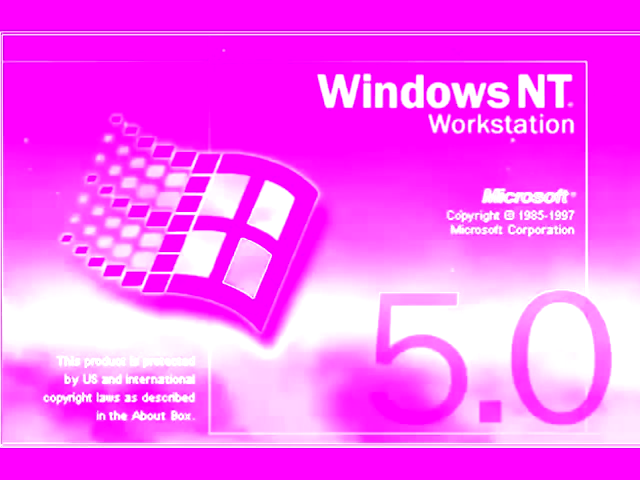 Windows NT
Workstation
Microsoft®
Copyright © 1985-1997
Microsoft Corporation
5.0
This product is protected
by US and international
copyright laws as described
in the About Box.